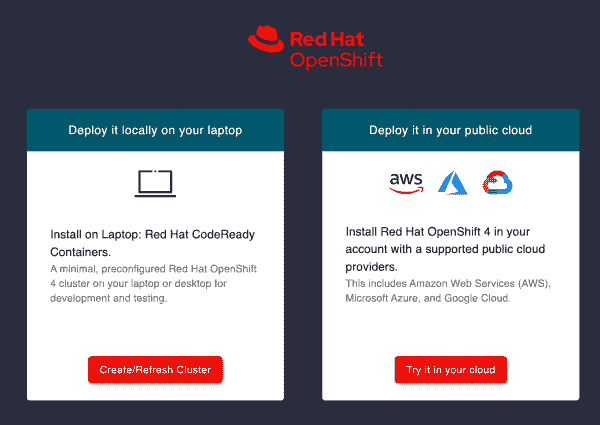 Red Hat
OpenShift
Deploy it locally on your laptop
Install on Laptop: Red Hat CodeReady
Containers.
A minimal, preconfigured Red Hat OpenShift
4 cluster on your laptop or desktop for
development and testing.
Create/Refresh Cluster
Deploy it in your public cloud
aws
Install Red Hat OpenShift 4 in your
account with a supported public cloud
providers.
This includes Amazon Web Services (AWS),
Microsoft Azure, and Google Cloud.
Try it in your cloud